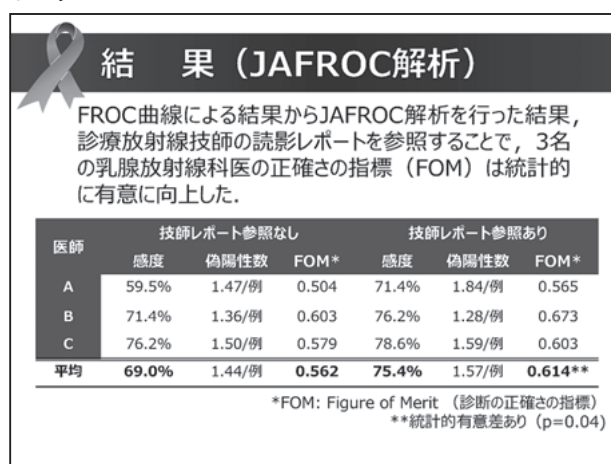 結 果（JAFROC解析）
FROC曲線による結果からJAFROC解析を行った結果，
診療放射線技師の読影レポートを参照することで，3名
の乳腺放射線科医の正確さの指標（FOM）は統計的
に有意に向上した.
医師 技師レポート参照なし 技師レポート参照あり
感度 偽陽性数 FOM* 感度 偽陽性数 FOM*
A 59.5% 1.47/例 0.504 71.4% 1.84/例 0.565
B 71.4% 1.36/例 0.603 76.2% 1.28/例 0.673
C 76.2% 1.50/例 0.579 78.6% 1.59/例 0.603
平均 69.0% 1.44/例 0.562 75.4% 1.57/例 0.614**
*FOM: Figure of Merit （診断の正確さの指標）
**統計的有意差あり（p=0.04)